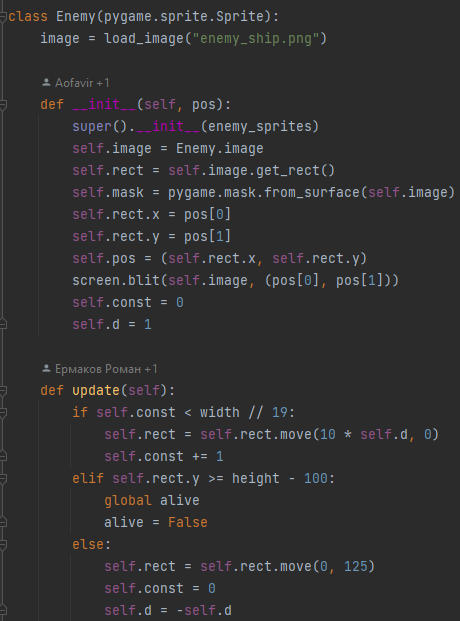 class Enemy(pygame.sprite.Sprite):
    image = load_image("enemy_ship.png")
    Aofavir +1
    def __init__(self, pos):
        super().__init__(enemy_sprites)
        self.image = Enemy.image
        self.rect = self.image.get_rect()
        self.mask = pygame.mask.from_surface(self.image)
        self.rect.x = pos[0]
        self.rect.y = pos[1]
        self.pos = (self.rect.x, self.rect.y)
        screen.blit(self.image, (pos[0], pos[1]))
        self.const = 0
        self.d = 1
    Ермаков Роман +1
    def update(self):
        if self.const < width // 19:
            self.rect = self.rect.move(10 * self.d, 0)
            self.const += 1
        elif self.rect.y >= height - 100:
            global alive
            alive = False
        else:
            self.rect = self.rect.move(0, 125)
            self.const = 0
            self.d = -self.d